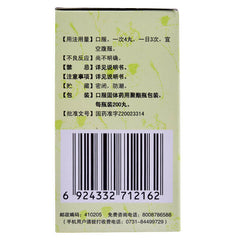 【用法用量】口服,一次4丸,一日3次,宜
空腹服。
【不良反应】尚不明确。
【禁    忌】详见说明书。
【注意事项】详见说明书。
【贮    藏】密闭,防潮。
【包    装】口服固体药用聚酯瓶包装,
每瓶装200丸。
【批准文号】国药准字Z20023314
6 924332 712162
邮政编码:410205 免费咨询电话:8008786588
(手机用户请拨打收费电话:0731-84499729)